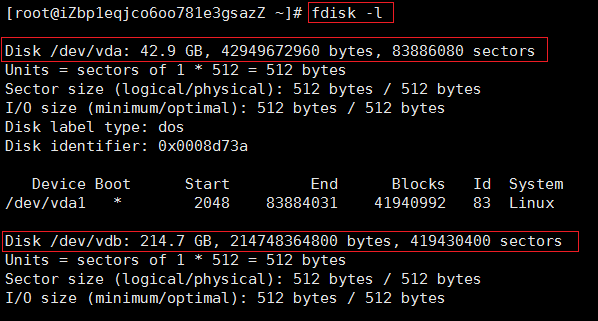 [root@iZbp1eqjco6oo781e3gsazZ ~]# fdisk -l
Disk /dev/vda: 42.9 GB, 42949672960 bytes, 83886080 sectors
Units = sectors of 1 * 512 = 512 bytes
Sector size (logical/physical): 512 bytes / 512 bytes
I/O size (minimum/optimal): 512 bytes / 512 bytes
Disk label type: dos
Disk identifier: 0x0008d73a
Device Boot Start End Blocks Id System
/dev/vda1 * 2048 83884031 41940992 83 Linux
Disk /dev/vdb: 214.7 GB, 214748364800 bytes, 419430400 sectors
Units = sectors of 1 * 512 = 512 bytes
Sector size (logical/physical): 512 bytes / 512 bytes
I/O size (minimum/optimal): 512 bytes / 512 bytes